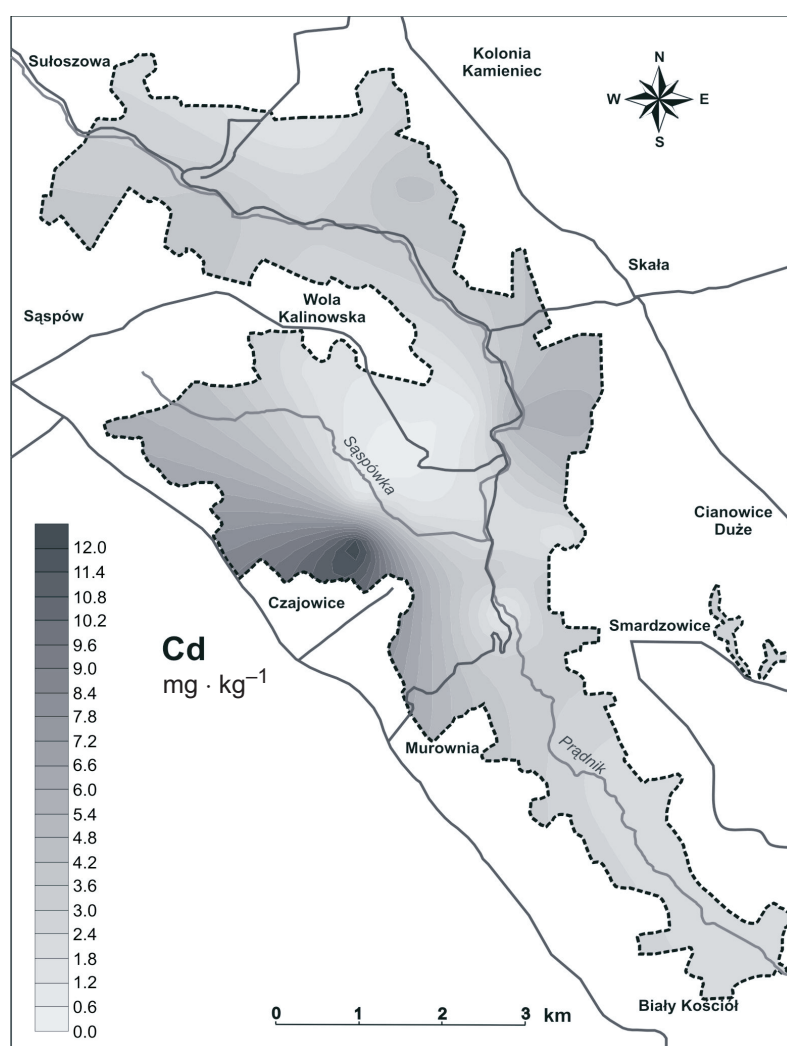 Sułoszowa
Kolonia
Kamieniec
N
W
E
S
Skała
Sąspów
Wola
Kalinowska
Sąspówka
Cianowice
Duże
Czajowice
Smardzowice
Cd
mg · kg–1
12.0
11.4
10.8
10.2
9.6
9.0
8.4
7.8
7.2
6.6
6.0
5.4
4.8
4.2
3.6
3.0
2.4
1.8
1.2
0.6
0.0
Murownia
Prądnik
Biały Kościół
0 1 2 3 km